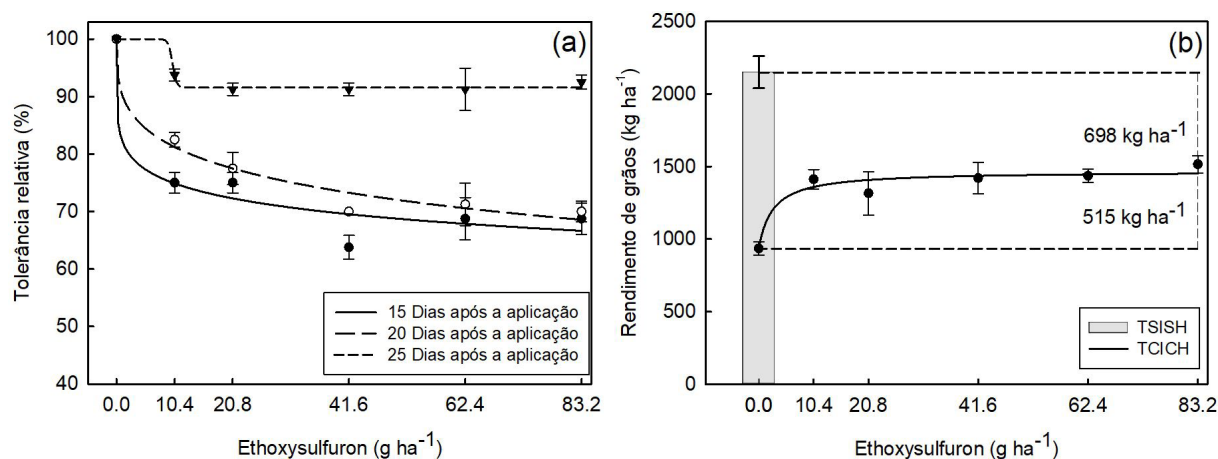 (a)
Tolerância relativa (%)
100
90
80
70
60
50
40
15 Dias após a aplicação
20 Dias após a aplicação
25 Dias após a aplicação
0.0 10.4 20.8 41.6 62.4 83.2
Ethoxysulfuron (g ha⁻¹)
(b)
Rendimento de grãos (kg ha⁻¹)
2500
2000
1500
1000
500
0
698 kg ha⁻¹
515 kg ha⁻¹
TSISH
TCICH
0.0 10.4 20.8 41.6 62.4 83.2
Ethoxysulfuron (g ha⁻¹)